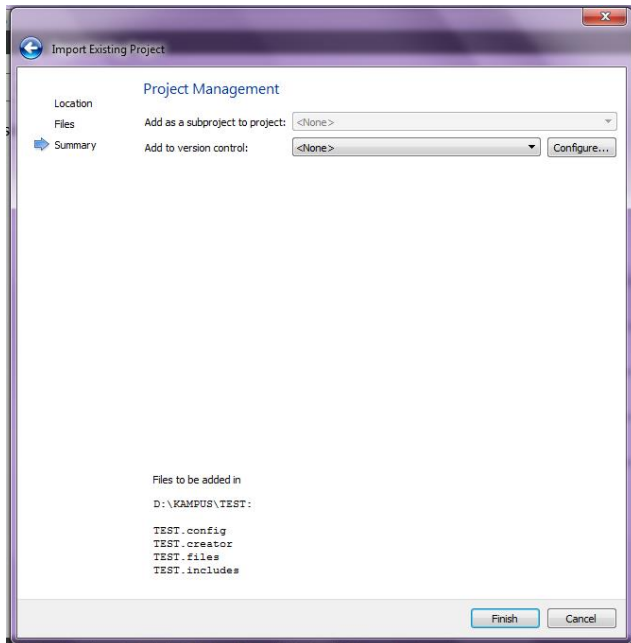 Import Existing Project
Project Management
Location
Files
Summary
Add as a subproject to project: <None>
Add to version control: <None> Configure...
Files to be added in
D:\KAMPUS\TEST:
TEST.config
TEST.creator
TEST.files
TEST.includes
Finish Cancel